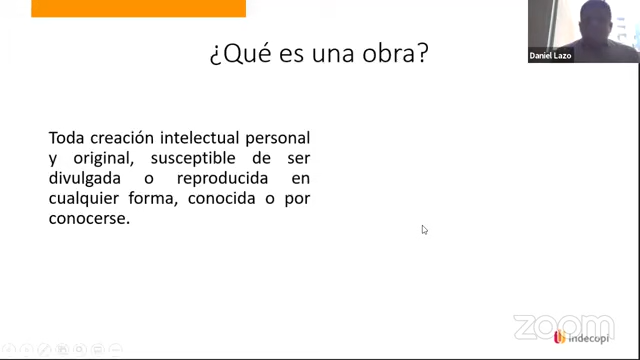 ¿Qué es una obra?
Daniel Lazo
Toda creación intelectual personal
y original, susceptible de ser
divulgada o reproducida en
cualquier forma, conocida o por
conocerse.
zoom
indecopi